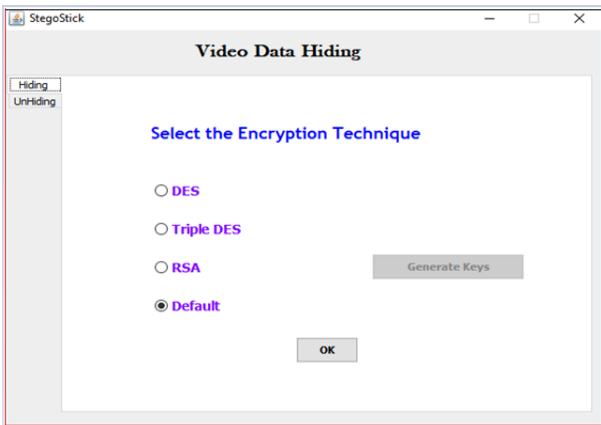 StegoStick
Video Data Hiding
Hiding
UnHiding
Select the Encryption Technique
DES
Triple DES
RSA
Generate Keys
Default
OK